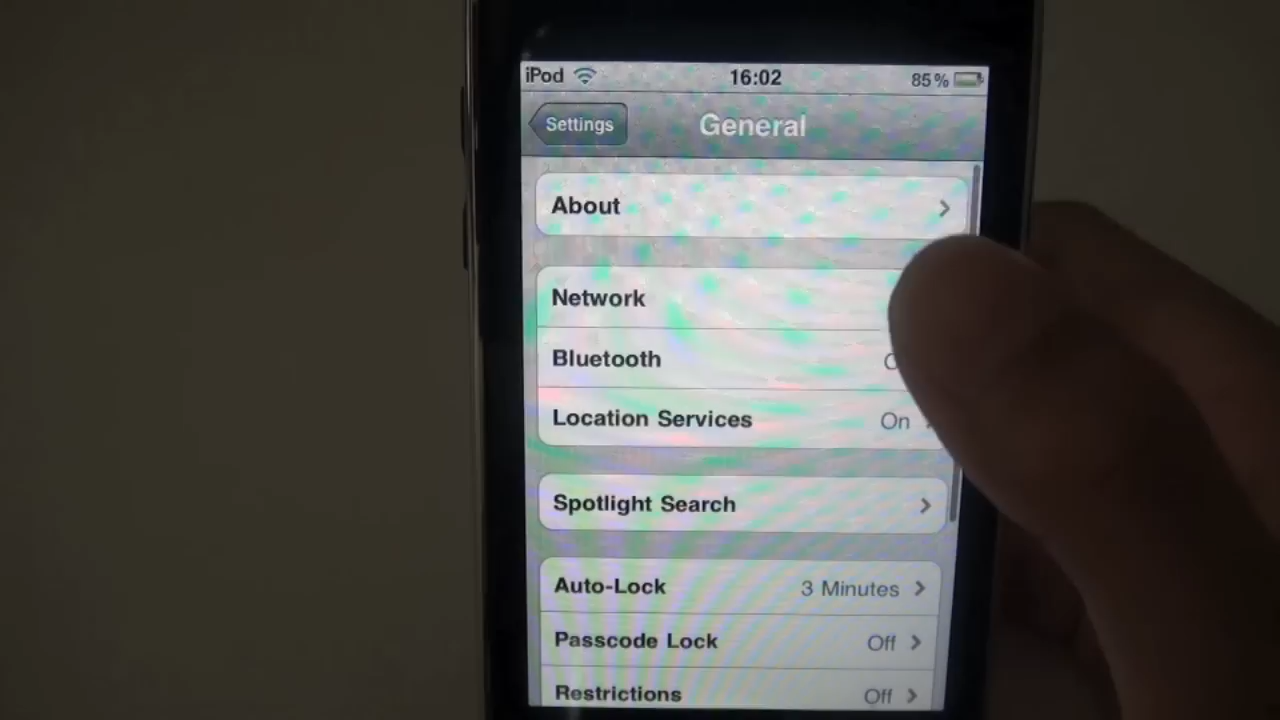 iPod 16:02 85%
Settings General
About
Network
Bluetooth
Location Services On
Spotlight Search
Auto-Lock 3 Minutes
Passcode Lock Off
Restrictions Off